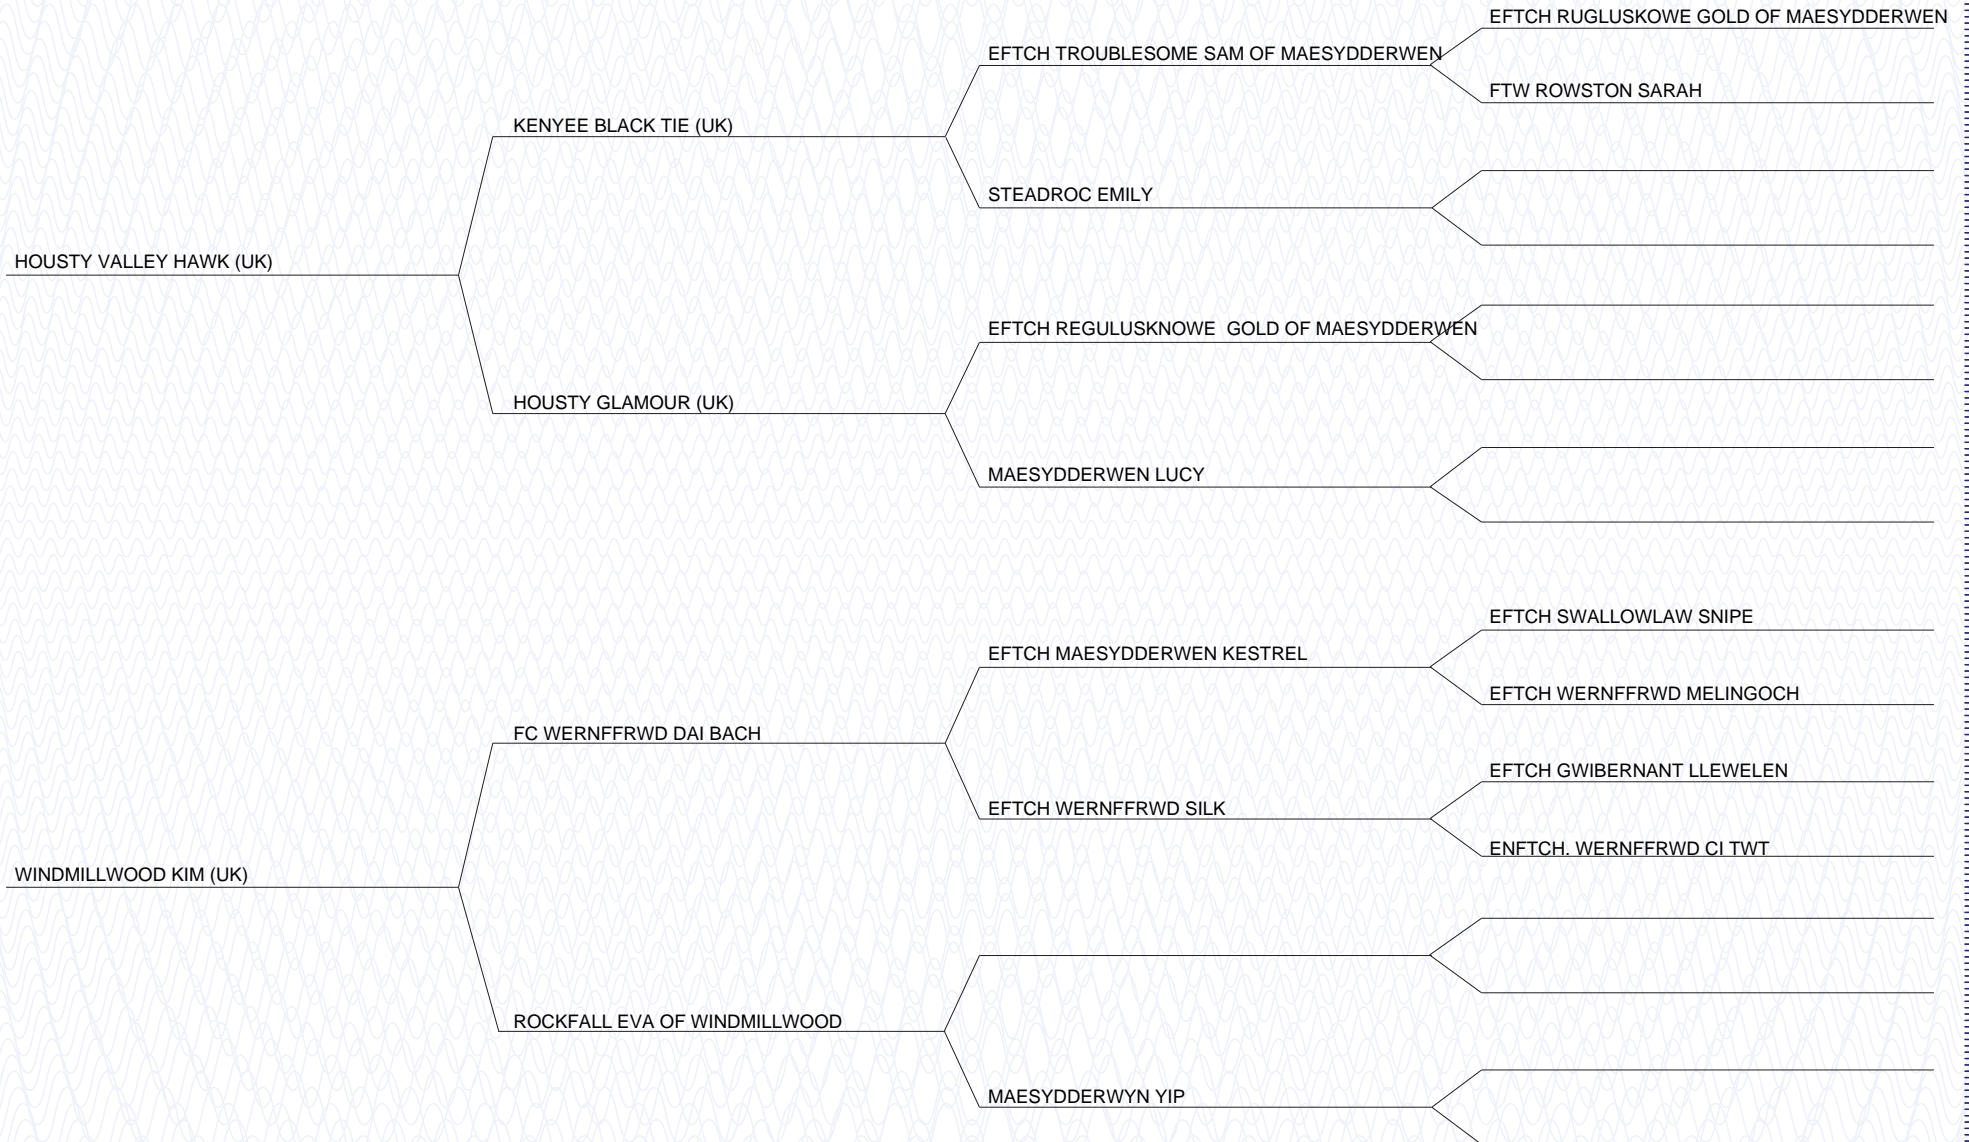 EFTCH RUGLUSKOWE GOLD OF MAESYDDERWEN
EFTCH TROUBLESOME SAM OF MAESYDDERWEN
FTW ROWSTON SARAH
KENYEE BLACK TIE (UK)
STEADROC EMILY
HOUSTY VALLEY HAWK (UK)
EFTCH REGULUSKNOWE  GOLD OF MAESYDDERWEN
HOUSTY GLAMOUR (UK)
MAESYDDERWEN LUCY
EFTCH SWALLOWLAW SNIPE
EFTCH MAESYDDERWEN KESTREL
EFTCH WERNFFRWD MELINGOCH
FC WERNFFRWD DAI BACH
EFTCH GWIBERNANT LLEWELEN
EFTCH WERNFFRWD SILK
ENFTCH. WERNFFRWD CI TWT
WINDMILLWOOD KIM (UK)
ROCKFALL EVA OF WINDMILLWOOD
MAESYDDERWYN YIP